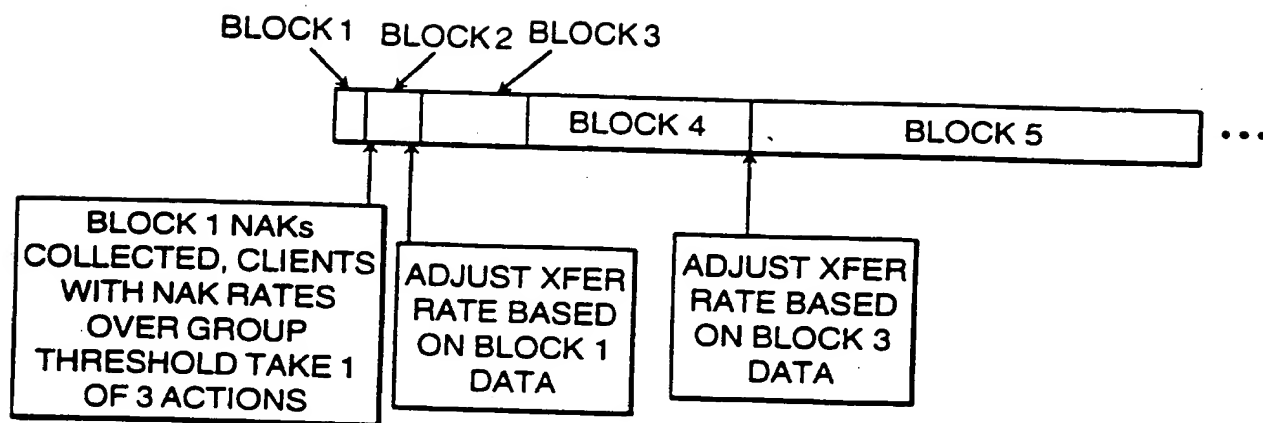 BLOCK 1
BLOCK 2
BLOCK 3
BLOCK 4
BLOCK 5
...
BLOCK 1 NAKs
COLLECTED, CLIENTS
WITH NAK RATES
OVER GROUP
THRESHOLD TAKE 1
OF 3 ACTIONS
ADJUST XFER
RATE BASED
ON BLOCK 1
DATA
ADJUST XFER
RATE BASED
ON BLOCK 3
DATA